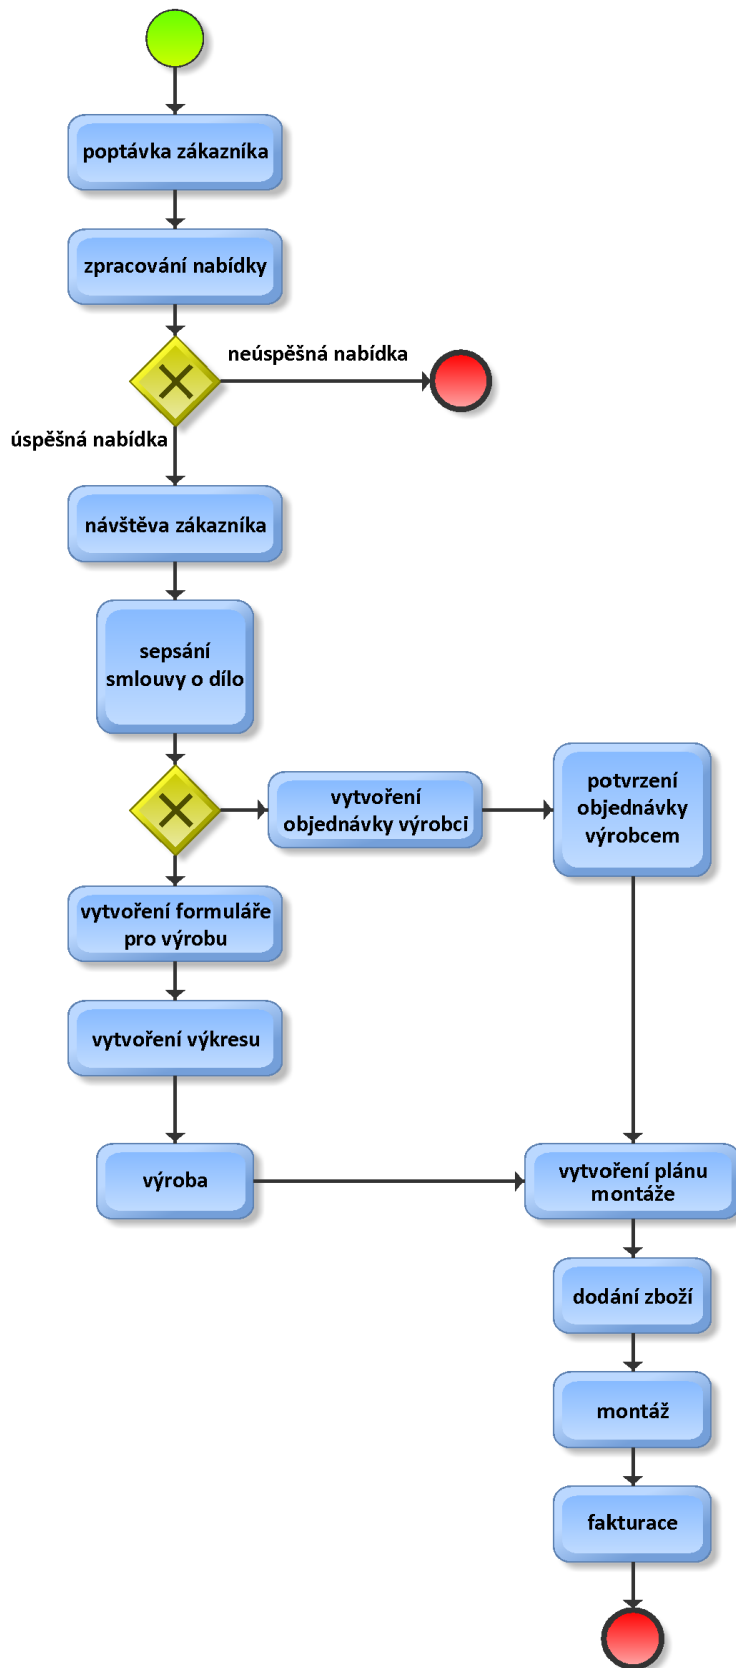 poptávka zákazníka
zpracování nabídky
neúspěšná nabídka
úspěšná nabídka
návštěva zákazníka
sepsání
smlouvy o dílo
vytvoření
objednávky výrobci
potvrzení
objednávky
výrobcem
vytvoření formuláře
pro výrobu
vytvoření výkresu
výroba
vytvoření plánu
montáže
dodání zboží
montáž
fakturace